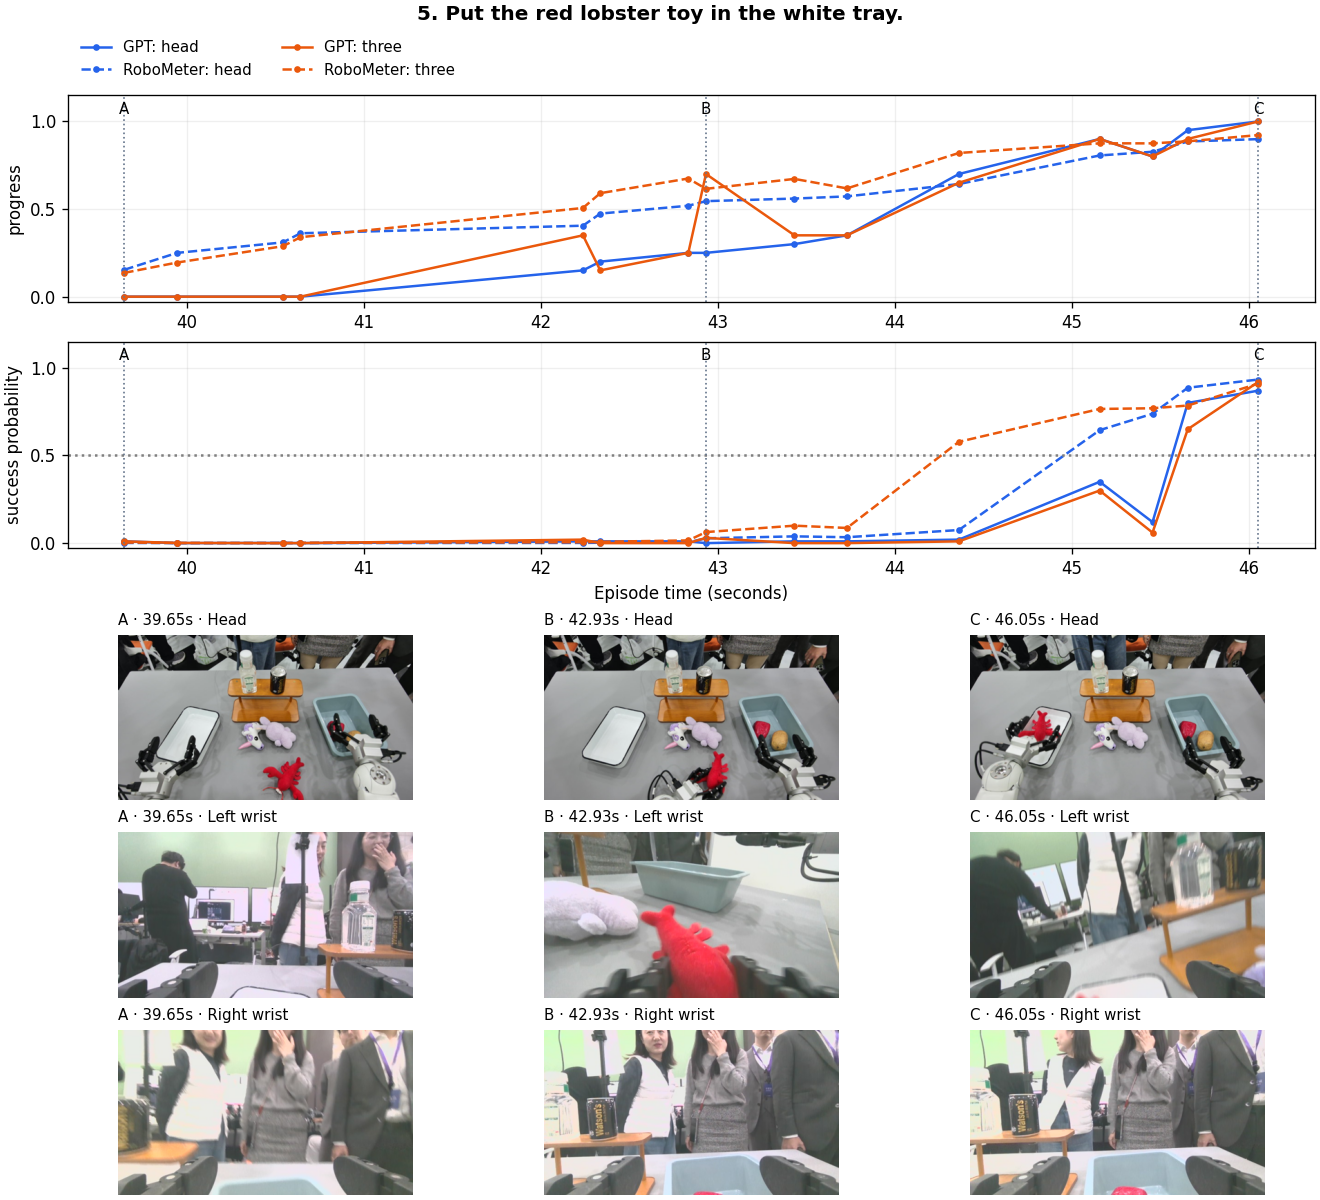 5. Put the red lobster toy in the white tray.
GPT: head
GPT: three
RoboMeter: head
RoboMeter: three
A
B
C
progress
1.0
0.5
0.0
40
41
42
43
44
45
46
A
B
C
success probability
1.0
0.5
0.0
40
41
42
43
44
45
46
Episode time (seconds)
A · 39.65s · Head
B · 42.93s · Head
C · 46.05s · Head
A · 39.65s · Left wrist
B · 42.93s · Left wrist
C · 46.05s · Left wrist
A · 39.65s · Right wrist
B · 42.93s · Right wrist
C · 46.05s · Right wrist
Watsons
Watsons